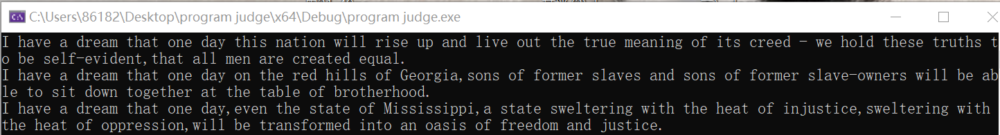 C:\Users\86182\Desktop\program judge\x64\Debug\program judge.exe
I have a dream that one day this nation will rise up and live out the true meaning of its creed - we hold these truths t
o be self-evident,that all men are created equal.
I have a dream that one day on the red hills of Georgia,sons of former slaves and sons of former slave-owners will be ab
le to sit down together at the table of brotherhood.
I have a dream that one day,even the state of Mississippi,a state sweltering with the heat of injustice,sweltering with
the heat of oppression,will be transformed into an oasis of freedom and justice.